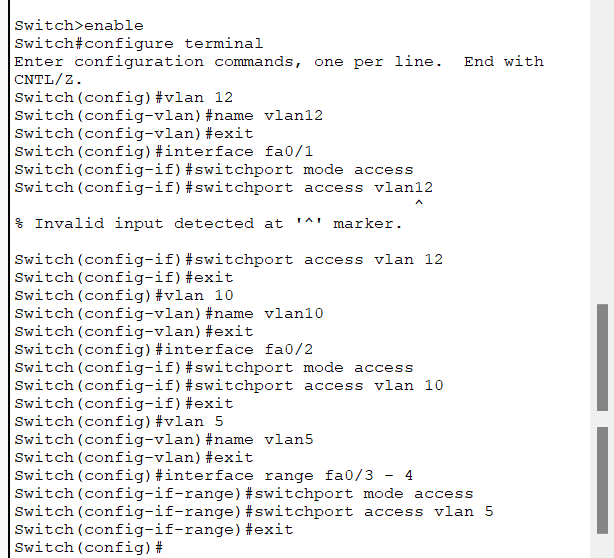 Switch>enable
Switch#configure terminal
Enter configuration commands, one per line.  End with
CNTL/Z.
Switch(config)#vlan 12
Switch(config-vlan)#name vlan12
Switch(config-vlan)#exit
Switch(config)#interface fa0/1
Switch(config-if)#switchport mode access
Switch(config-if)#switchport access vlan12
                                        ^
% Invalid input detected at '^' marker.

Switch(config-if)#switchport access vlan 12
Switch(config-if)#exit
Switch(config)#vlan 10
Switch(config-vlan)#name vlan10
Switch(config-vlan)#exit
Switch(config)#interface fa0/2
Switch(config-if)#switchport mode access
Switch(config-if)#switchport access vlan 10
Switch(config-if)#exit
Switch(config)#vlan 5
Switch(config-vlan)#name vlan5
Switch(config-vlan)#exit
Switch(config)#interface range fa0/3 - 4
Switch(config-if-range)#switchport mode access
Switch(config-if-range)#switchport access vlan 5
Switch(config-if-range)#exit
Switch(config)#